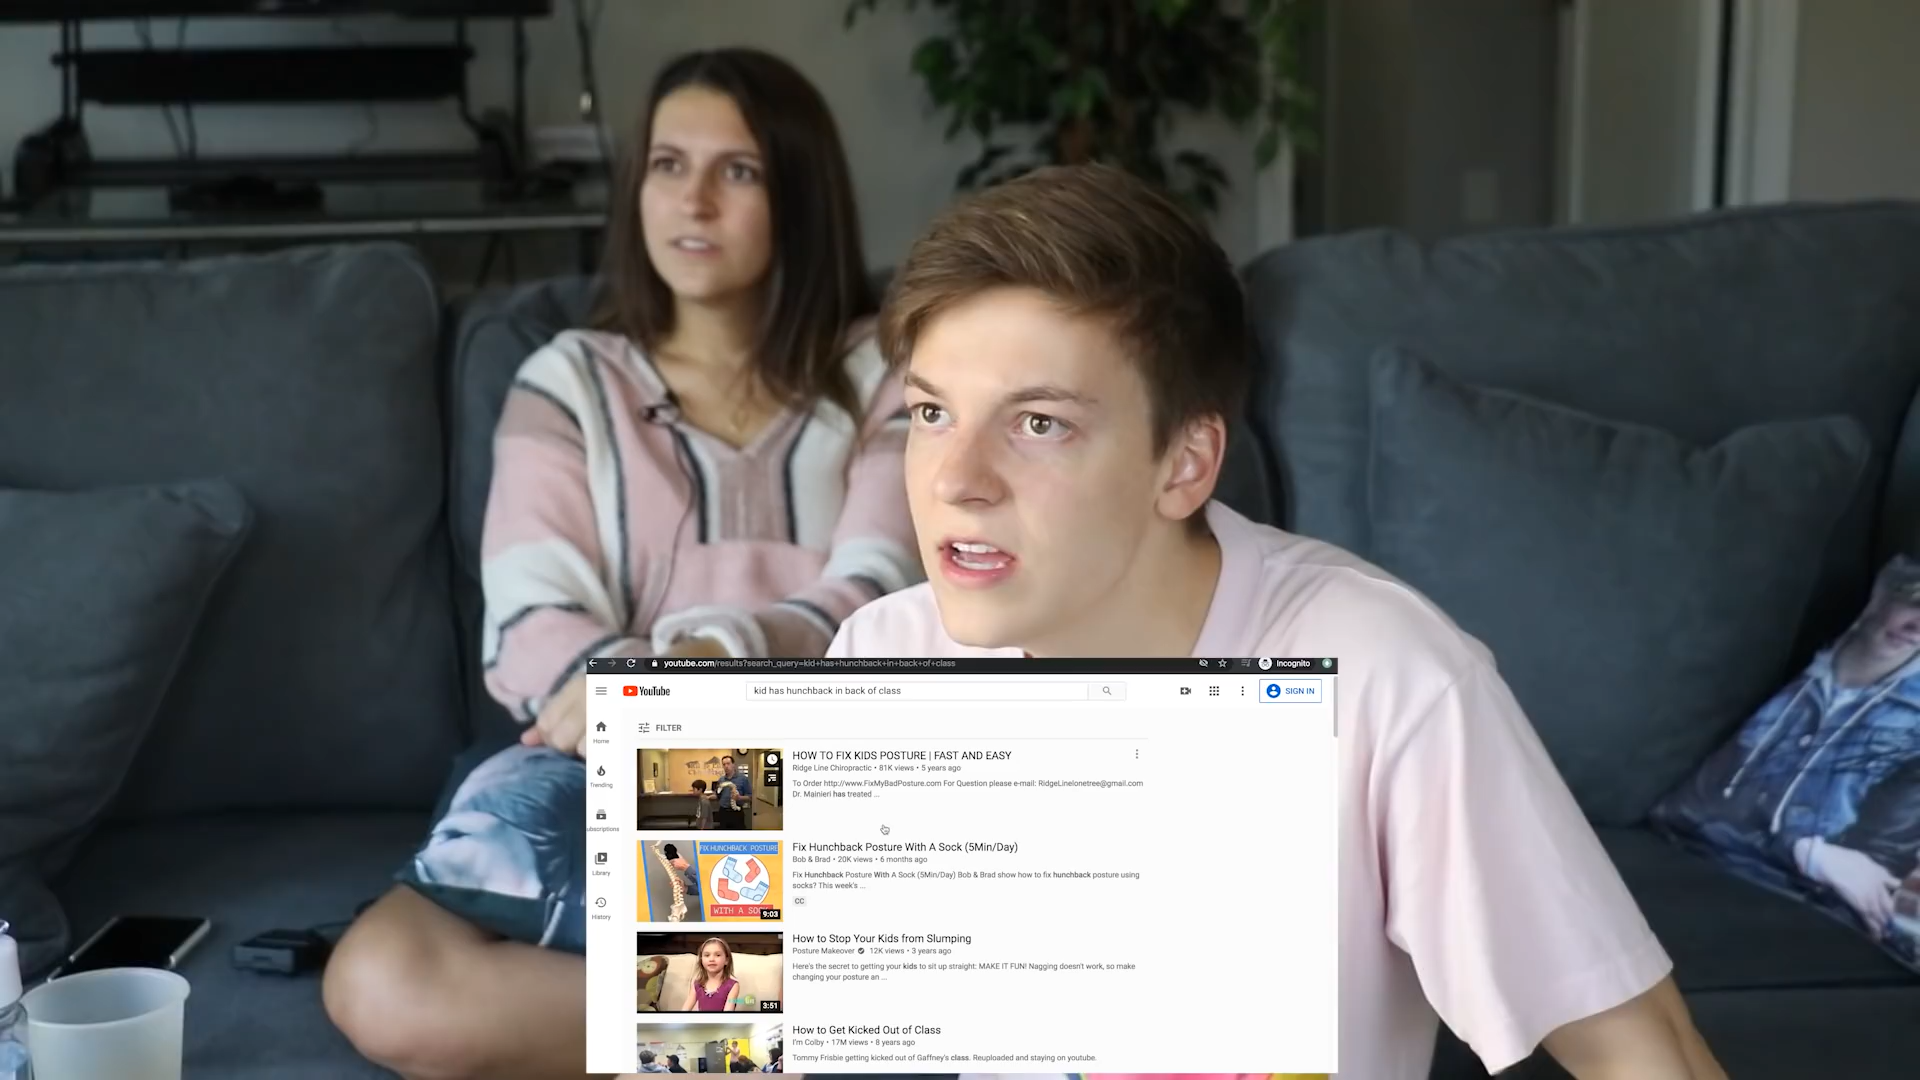 youtube.com/results?search_query=kid+has+hunchback+in+back+of+class
Incognito
YouTube
kid has hunchback in back of class
SIGN IN
Home
Trending
ubscriptions
Library
History
FILTER
HOW TO FIX KIDS POSTURE | FAST AND EASY
Ridge Line Chiropractic • 81K views • 5 years ago
To Order http://www.FixMyBadPosture.com For Question please e-mail: RidgeLinelonetree@gmail.com
Dr. Mainieri has treated ...
FIX HUNCHBACK POSTURE
WITH A SOCK
9:03
Fix Hunchback Posture With A Sock (5Min/Day)
Bob & Brad • 20K views • 6 months ago
Fix Hunchback Posture With A Sock (5Min/Day) Bob & Brad show how to fix hunchback posture using
socks? This week's ...
CC
3:51
How to Stop Your Kids from Slumping
Posture Makeover 12K views • 3 years ago
Here's the secret to getting your kids to sit up straight: MAKE IT FUN! Nagging doesn't work, so make
changing your posture an ...
How to Get Kicked Out of Class
I'm Colby • 17M views • 8 years ago
Tommy Frisbie getting kicked out of Gaffney's class. Reuploaded and staying on youtube.